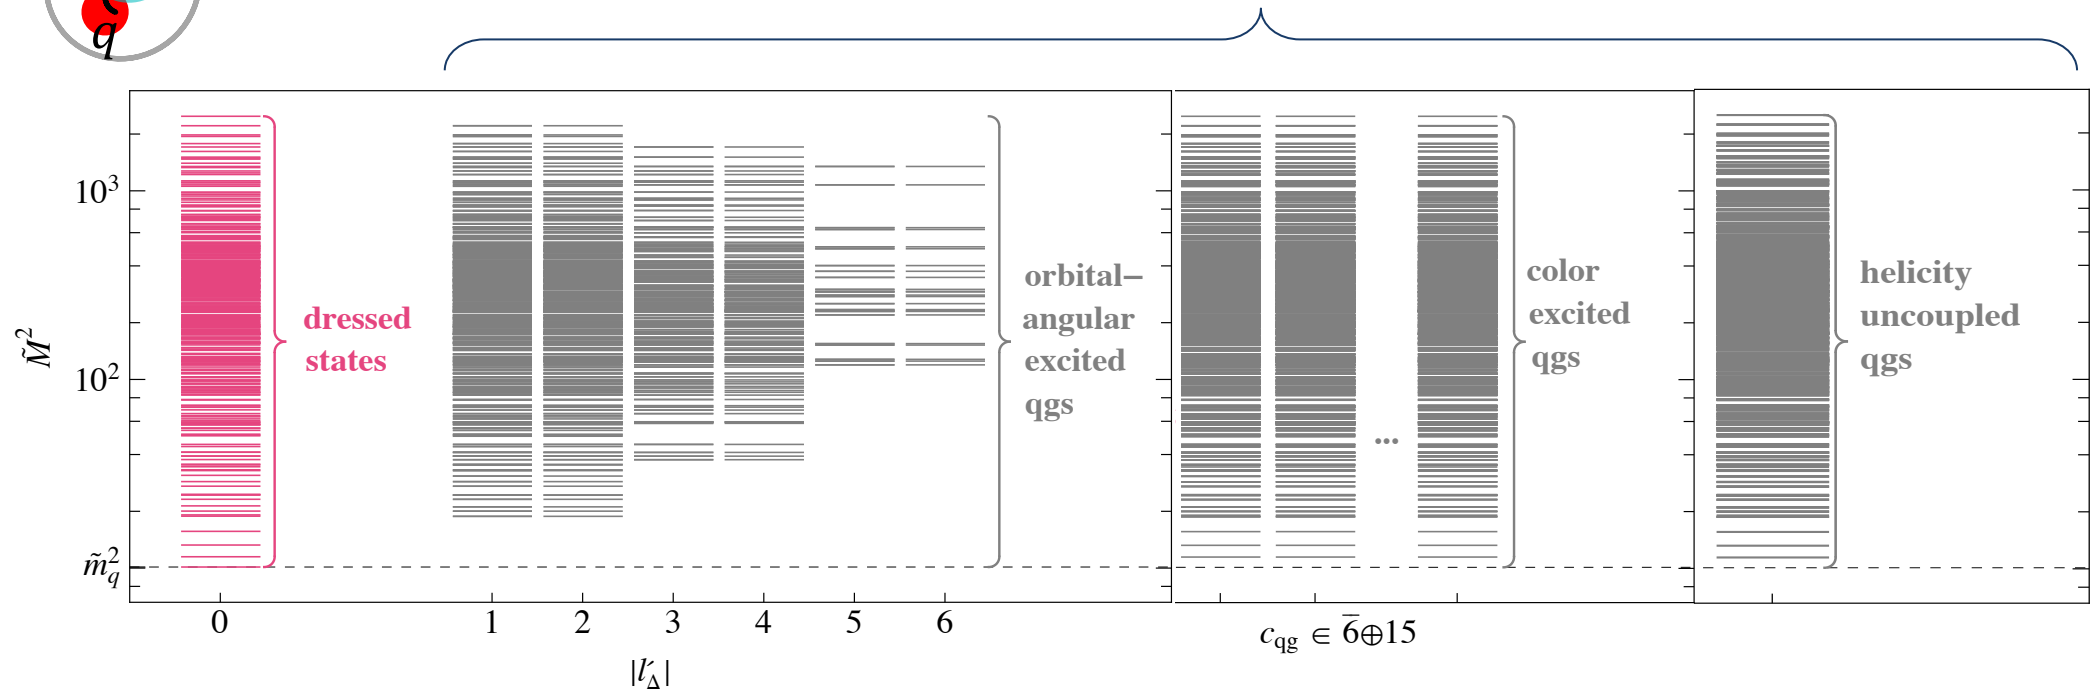 q
10³
10²
m̃_q²
M̃²
dressed
states
orbital−
angular
excited
qgs
color
excited
qgs
...
helicity
uncoupled
qgs
0 1 2 3 4 5 6
|l′_Δ|
c_qg ∈ 6̅⊕15